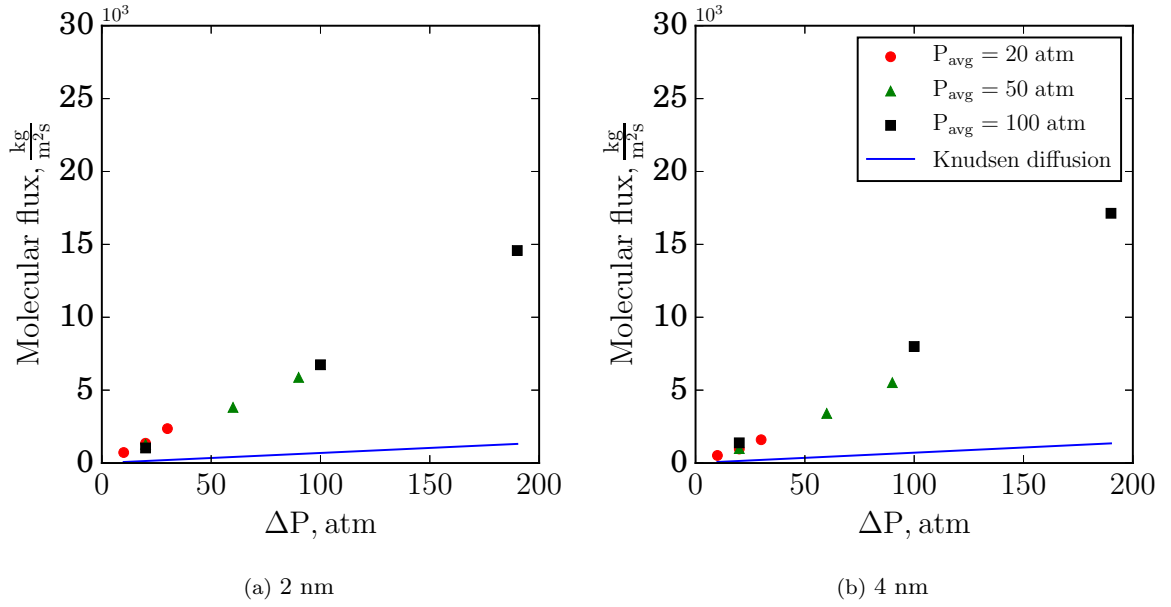 10³
30
25
20
15
10
5
0
Molecular flux, kg/m²s
0 50 100 150 200
ΔP, atm
(a) 2 nm
10³
30
25
20
15
10
5
0
Molecular flux, kg/m²s
P_avg = 20 atm
P_avg = 50 atm
P_avg = 100 atm
Knudsen diffusion
0 50 100 150 200
ΔP, atm
(b) 4 nm